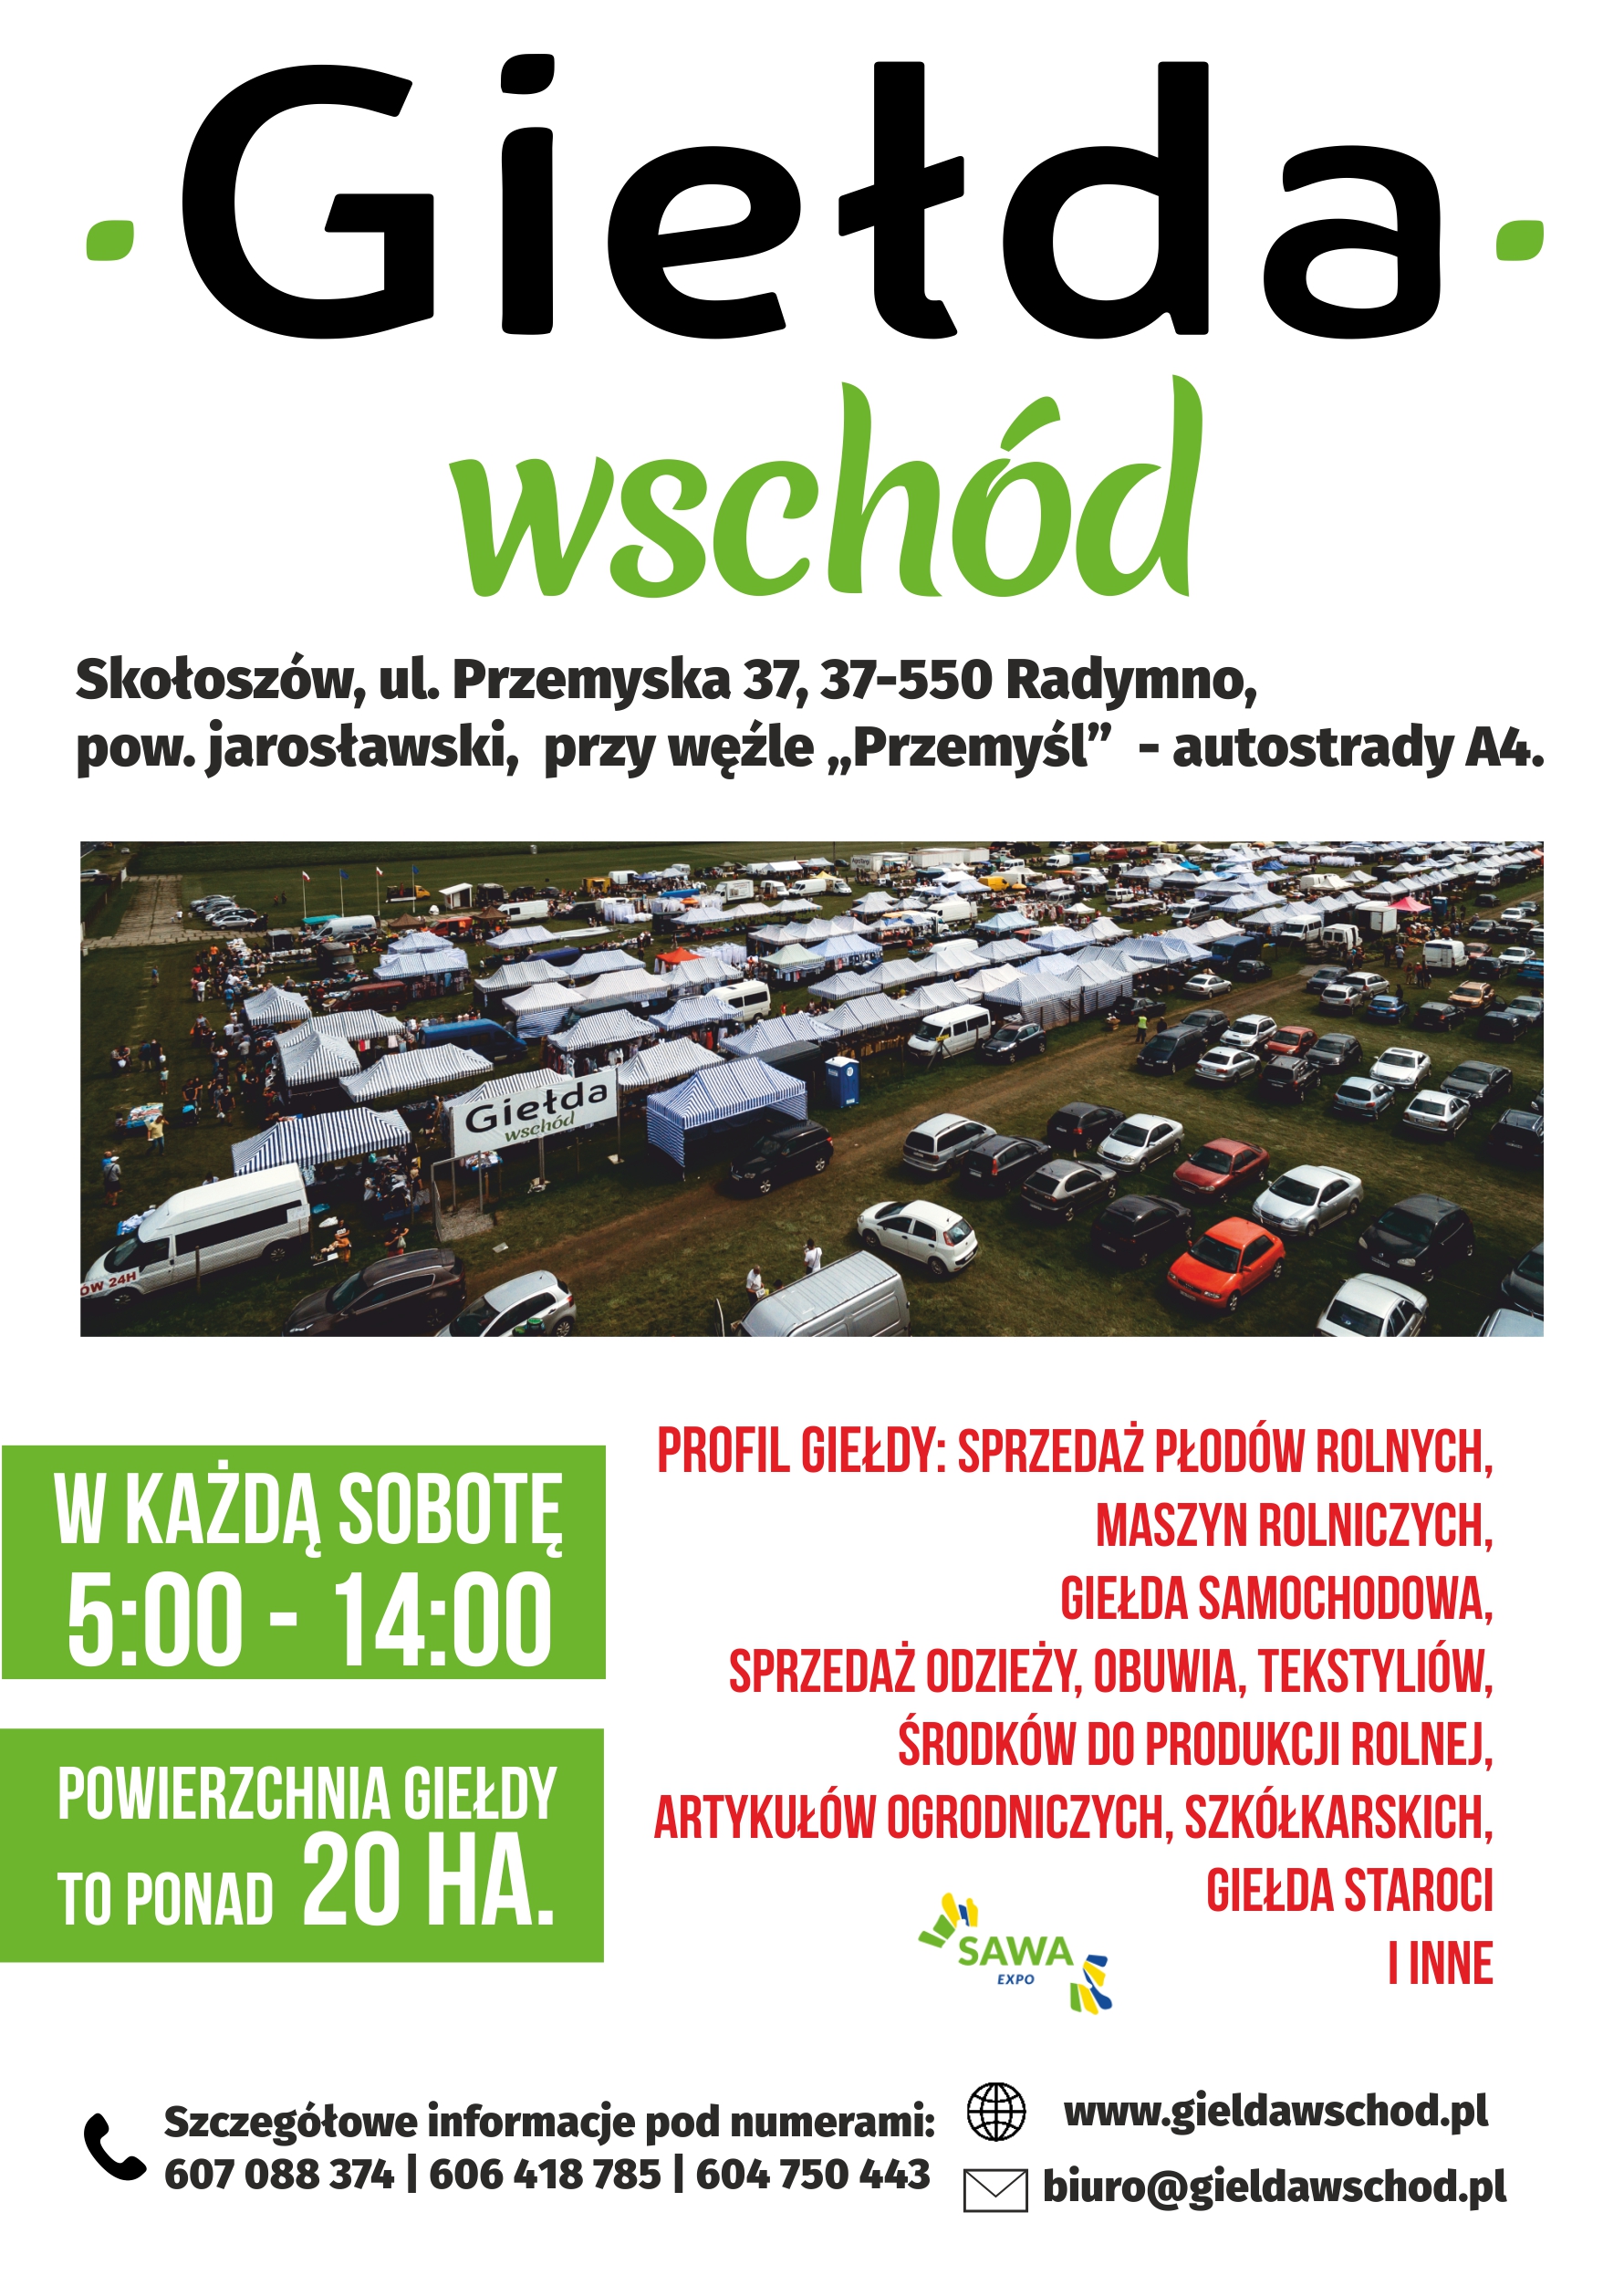 Giełda
wschód
Skołoszów, ul. Przemyska 37, 37-550 Radymno,
pow. jarosławski, przy węźle „Przemyśl” - autostrady A4.
Giełda
wschód
ÓW 24H
W KAŻDĄ SOBOTĘ
5:00 - 14:00
POWIERZCHNIA GIEŁDY
TO PONAD 20 HA.
PROFIL GIEŁDY: SPRZEDAŻ PŁODÓW ROLNYCH,
MASZYN ROLNICZYCH,
GIEŁDA SAMOCHODOWA,
SPRZEDAŻ ODZIEŻY, OBUWIA, TEKSTYLIÓW,
ŚRODKÓW DO PRODUKCJI ROLNEJ,
ARTYKUŁÓW OGRODNICZYCH, SZKÓŁKARSKICH,
GIEŁDA STAROCI
I INNE
SAWA
EXPO
Szczegółowe informacje pod numerami:
607 088 374 | 606 418 785 | 604 750 443
www.gieldawschod.pl
biuro@gieldawschod.pl